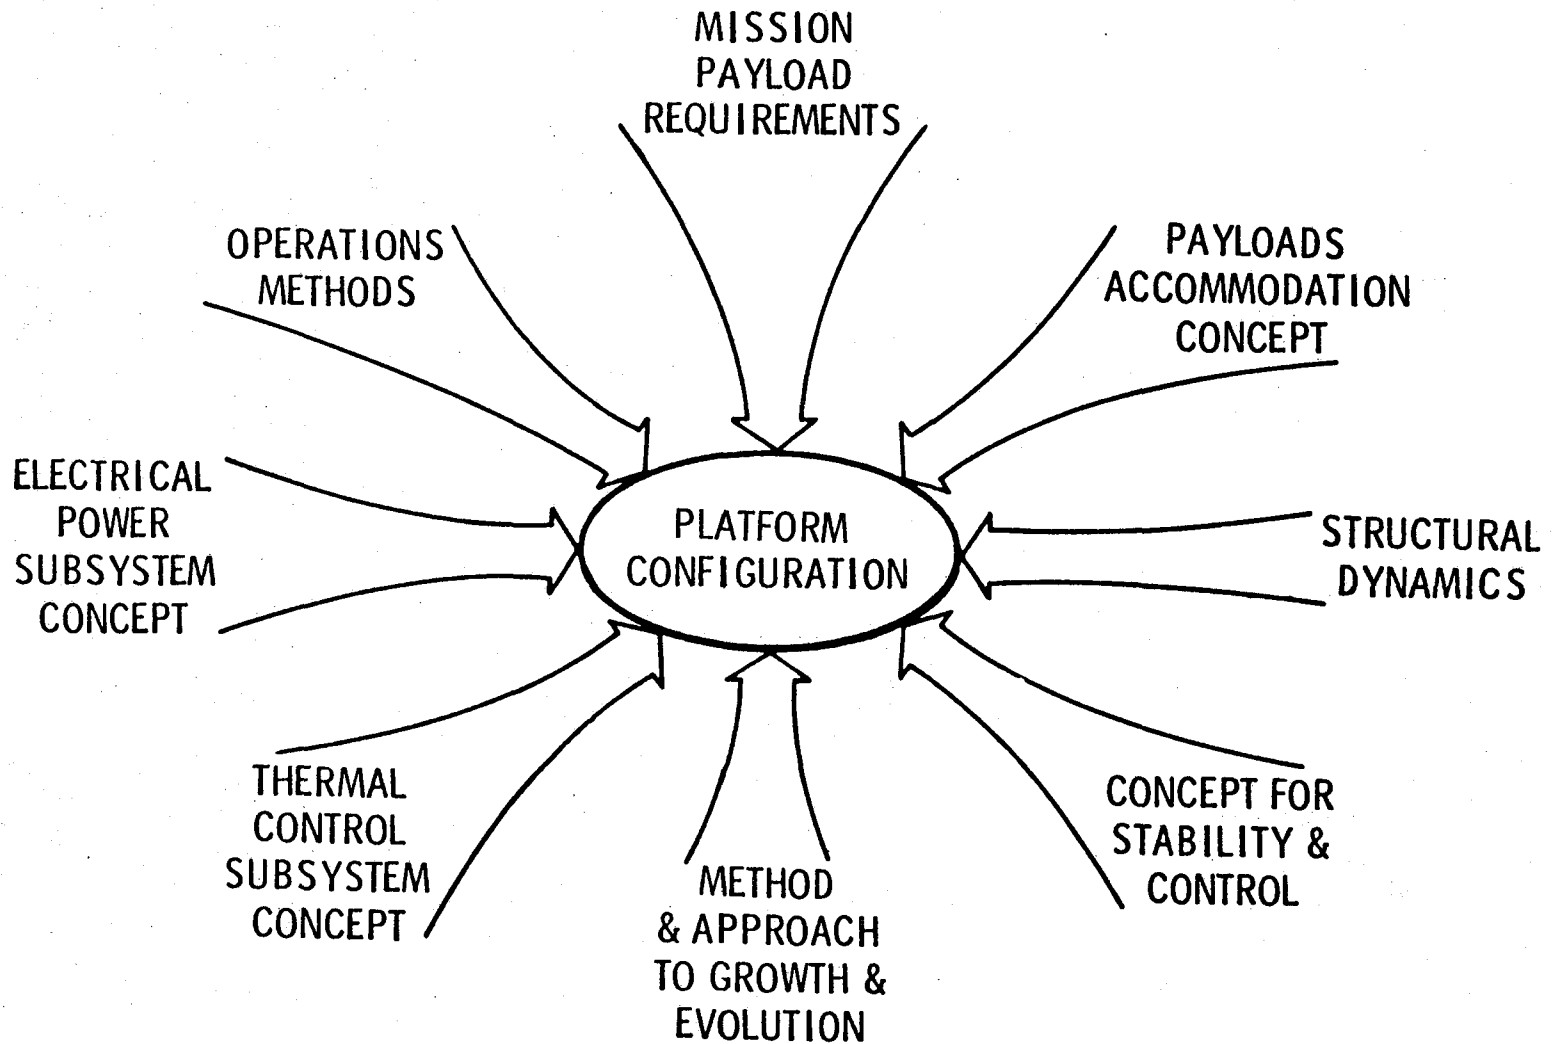 MISSION
PAYLOAD
REQUIREMENTS
OPERATIONS
METHODS
PAYLOADS
ACCOMMODATION
CONCEPT
ELECTRICAL
POWER
SUBSYSTEM
CONCEPT
PLATFORM
CONFIGURATION
STRUCTURAL
DYNAMICS
THERMAL
CONTROL
SUBSYSTEM
CONCEPT
METHOD
& APPROACH
TO GROWTH &
EVOLUTION
CONCEPT FOR
STABILITY &
CONTROL